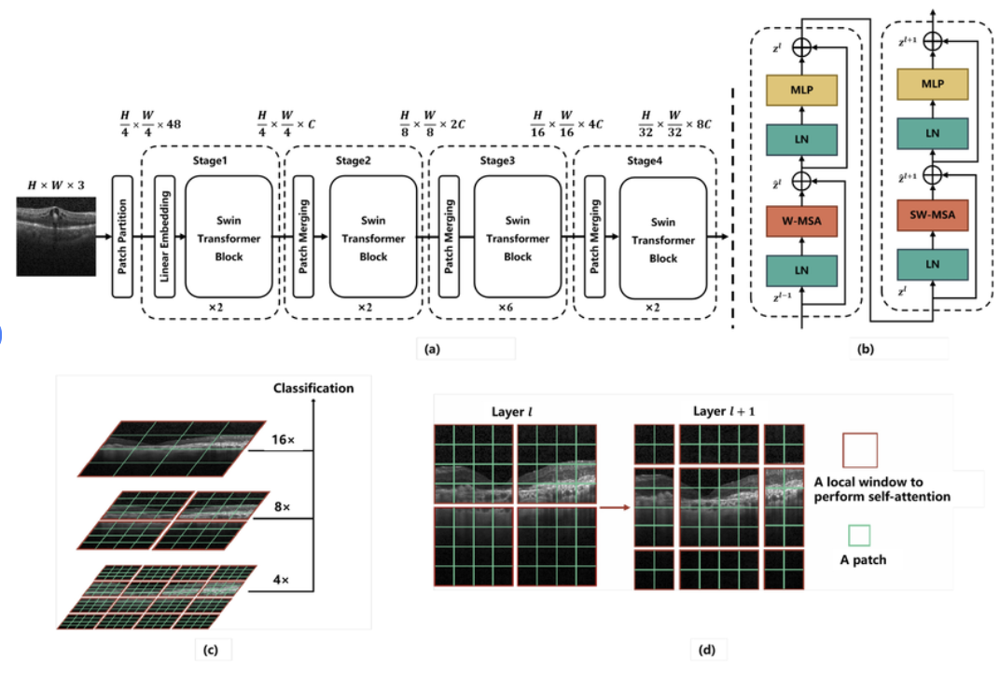 H/4 × W/4 × 48
H/4 × W/4 × C
H/8 × W/8 × 2C
H/16 × W/16 × 4C
H/32 × W/32 × 8C
H × W × 3
Patch Partition
Stage1
Linear Embedding
Swin
Transformer
Block
×2
Stage2
Patch Merging
Swin
Transformer
Block
×2
Stage3
Patch Merging
Swin
Transformer
Block
×6
Stage4
Patch Merging
Swin
Transformer
Block
×2
(a)
z^l
MLP
LN
ẑ^l
W-MSA
LN
z^{l-1}
z^{l+1}
MLP
LN
ẑ^{l+1}
SW-MSA
LN
z^l
(b)
Classification
16×
8×
4×
(c)
Layer l
Layer l + 1
A local window to
perform self-attention
A patch
(d)